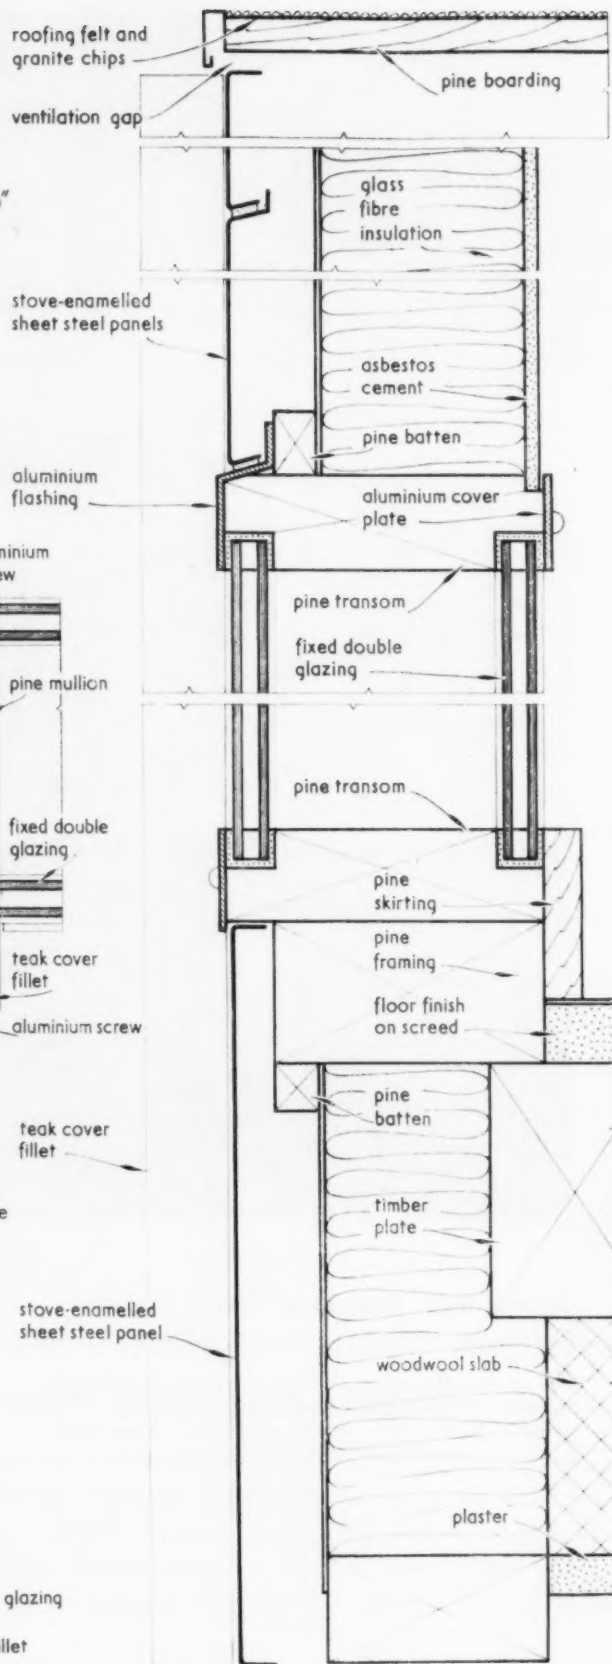 roofing felt and
granite chips
pine boarding
ventilation gap
glass
fibre
insulation
stove-enamelled
sheet steel panels
asbestos
cement
pine batten
aluminium
flashing
aluminium cover
plate
pine transom
fixed double
glazing
pine mullion
pine transom
fixed double
glazing
pine
skirting
pine
framing
teak cover
fillet
floor finish
on screed
aluminium screw
pine
batten
teak cover
fillet
timber
plate
stove-enamelled
sheet steel panel
woodwool slab
plaster
glazing